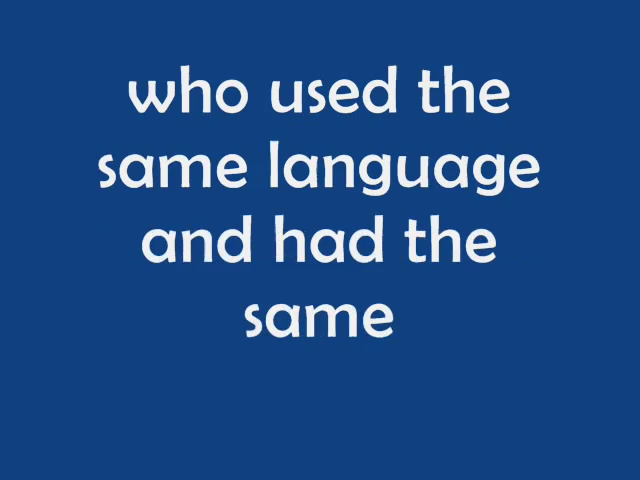 who used the
same language
and had the
same